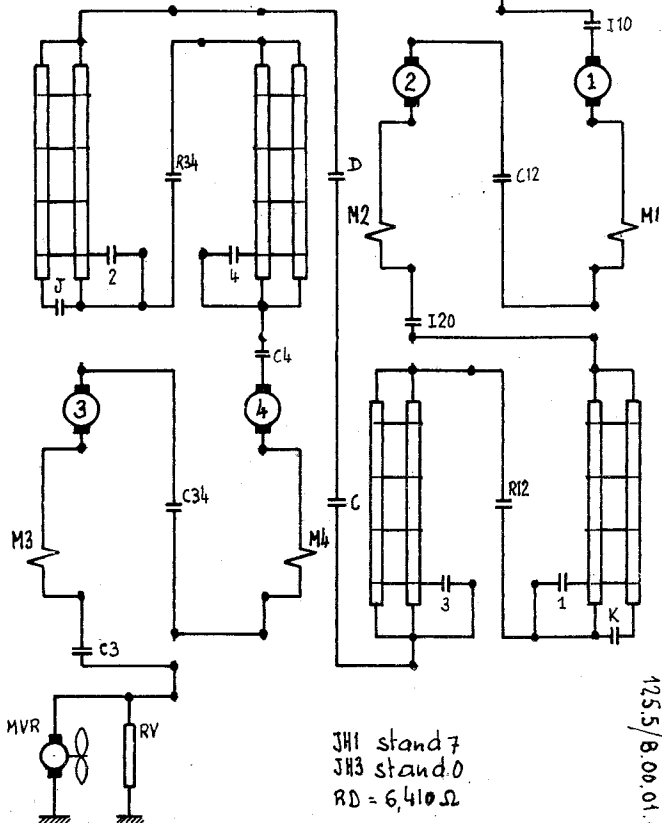 I10
2
1
R34
D
C12
M2
M1
J
2
4
I20
C4
3
4
C34
C
R12
M3
M4
3
1
K
C3
MVR
RV
JH1 stand 7
JH3 stand 0
RD = 6,410 Ω
125.5/8.00.01.